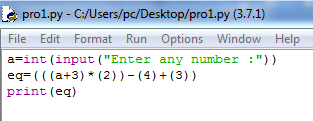 pro1.py - C:/Users/pc/Desktop/pro1.py (3.7.1)
File Edit Format Run Options Window Help
a=int(input("Enter any number :"))
eq=(((a+3)*(2))-(4)+(3))
print(eq)